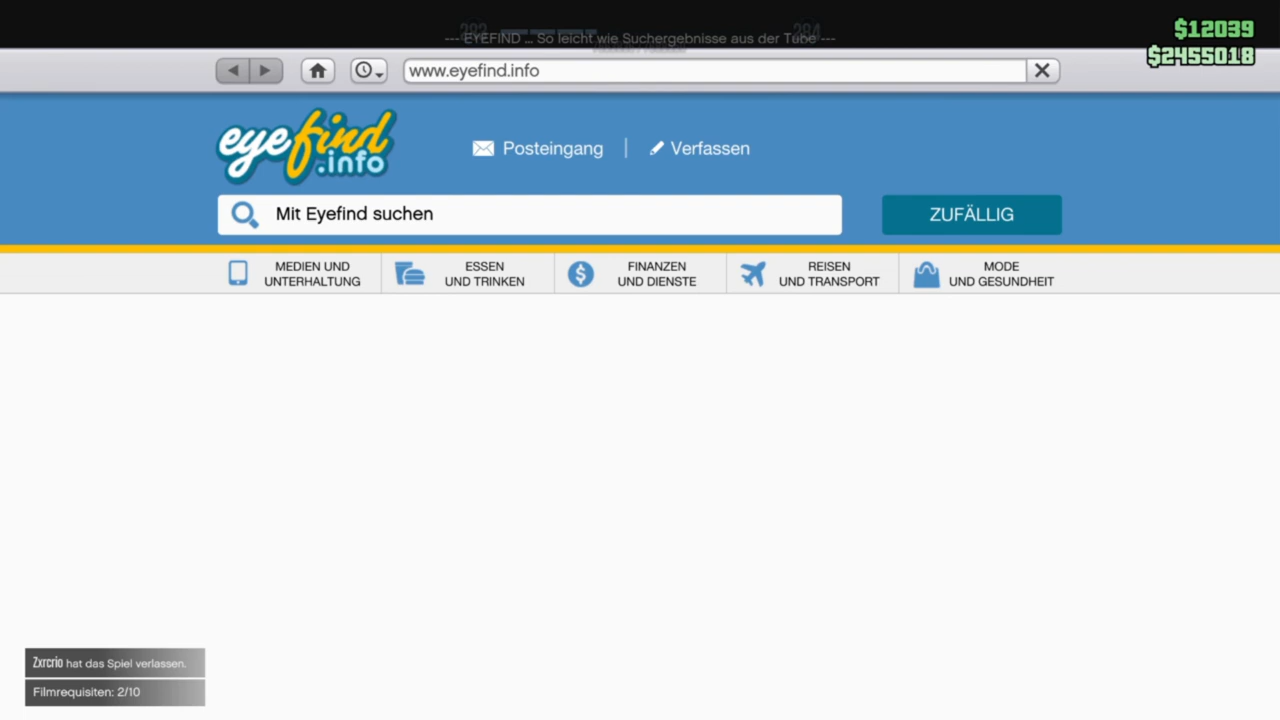 --- EYEFIND ... So leicht wie Suchergebnisse aus der Tube ---
$12039
$2455018
www.eyefind.info
eyefind.info
Posteingang
Verfassen
Mit Eyefind suchen
ZUFÄLLIG
MEDIEN UND
UNTERHALTUNG
ESSEN
UND TRINKEN
FINANZEN
UND DIENSTE
REISEN
UND TRANSPORT
MODE
UND GESUNDHEIT
Zxrcrio hat das Spiel verlassen.
Filmrequisiten: 2/10